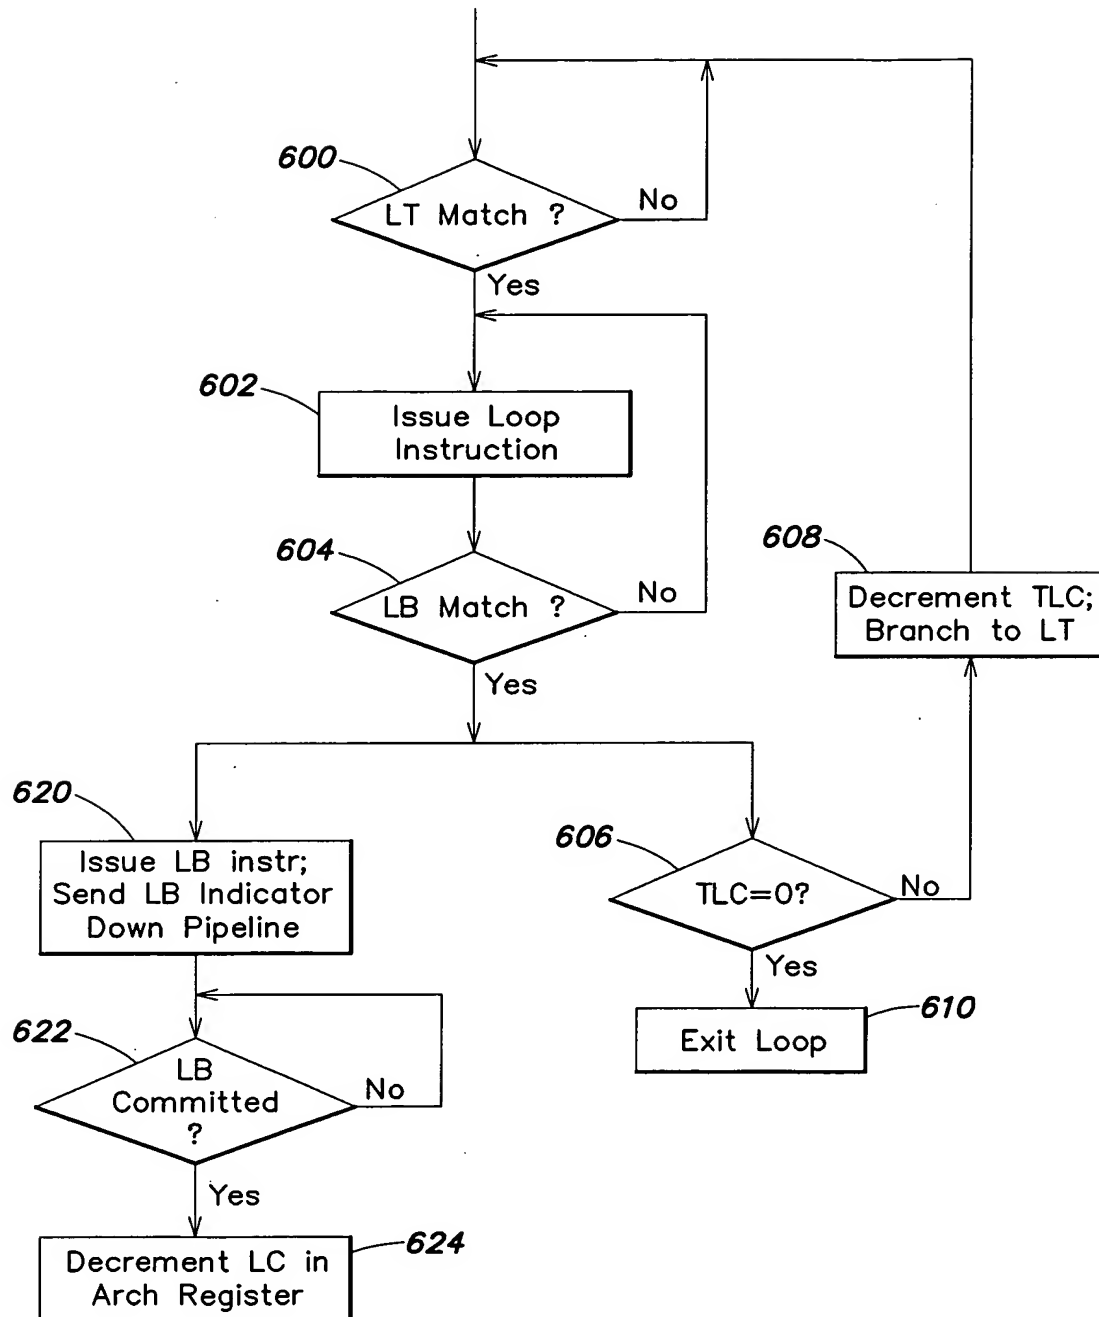 600
LT Match ?
No
Yes
602
Issue Loop
Instruction
604
LB Match ?
No
Yes
608
Decrement TLC;
Branch to LT
620
Issue LB instr;
Send LB Indicator
Down Pipeline
606
TLC=0?
No
Yes
610
Exit Loop
622
LB
Committed
?
No
Yes
624
Decrement LC in
Arch Register